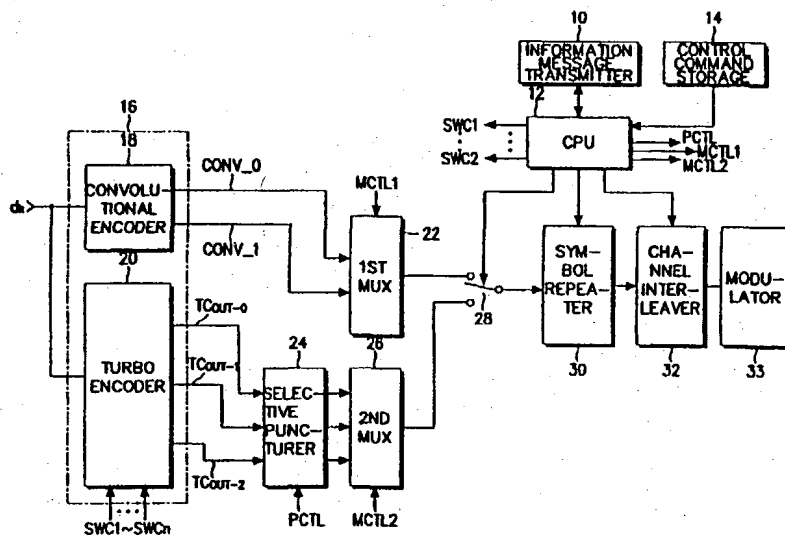 10
14
INFORMATION
MESSAGE
TRANSMITTER
CONTROL
COMMAND
STORAGE
12
CPU
SWC1
SWC2
PCTL
MCTL1
MCTL2
16
18
CONVOLU-
TIONAL
ENCODER
dk
20
TURBO
ENCODER
SWC1~SWCn
CONV_0
CONV_1
TCOUT-0
TCOUT-1
TCOUT-2
24
SELEC-
TIVE
PUNC-
TURER
PCTL
MCTL1
22
1ST
MUX
26
2ND
MUX
MCTL2
28
SYM-
BOL
REPEA-
TER
30
CHA-
NNEL
INTER-
LEAVER
32
MODU-
LATOR
33